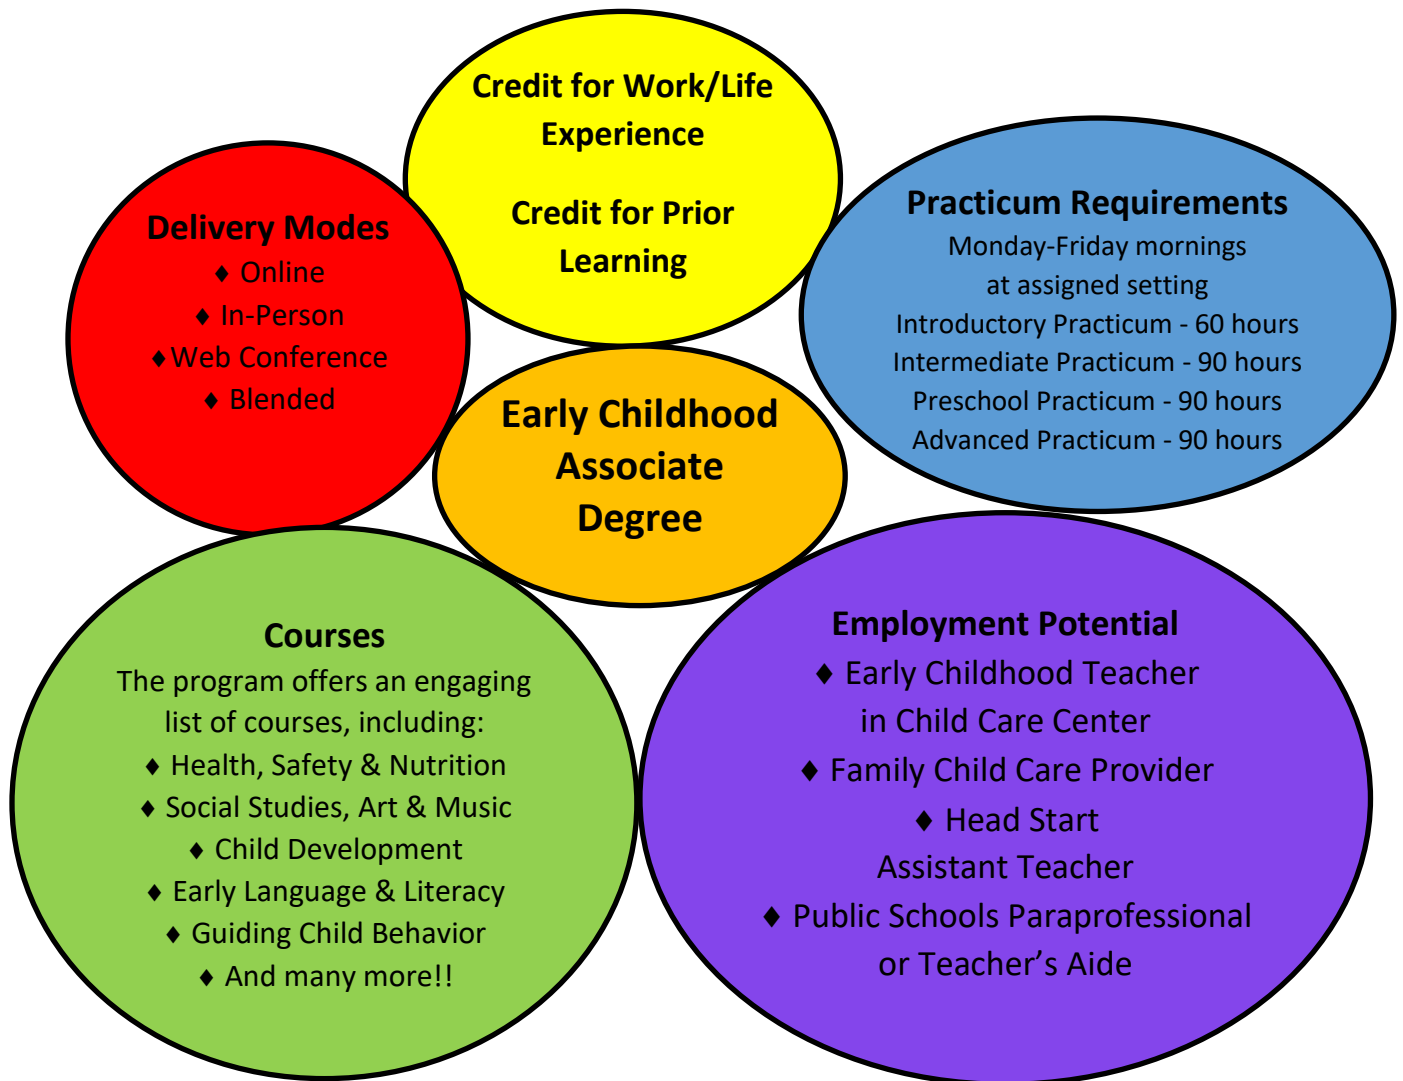 Credit for Work/Life
Experience
Credit for Prior
Learning
Delivery Modes
♦ Online
♦ In-Person
♦Web Conference
♦ Blended
Practicum Requirements
Monday-Friday mornings
at assigned setting
Introductory Practicum - 60 hours
Intermediate Practicum - 90 hours
Preschool Practicum - 90 hours
Advanced Practicum - 90 hours
Early Childhood
Associate
Degree
Courses
The program offers an engaging
list of courses, including:
♦ Health, Safety & Nutrition
♦ Social Studies, Art & Music
♦ Child Development
♦ Early Language & Literacy
♦ Guiding Child Behavior
♦ And many more!!
Employment Potential
♦ Early Childhood Teacher
in Child Care Center
♦ Family Child Care Provider
♦ Head Start
Assistant Teacher
♦ Public Schools Paraprofessional
or Teacher’s Aide